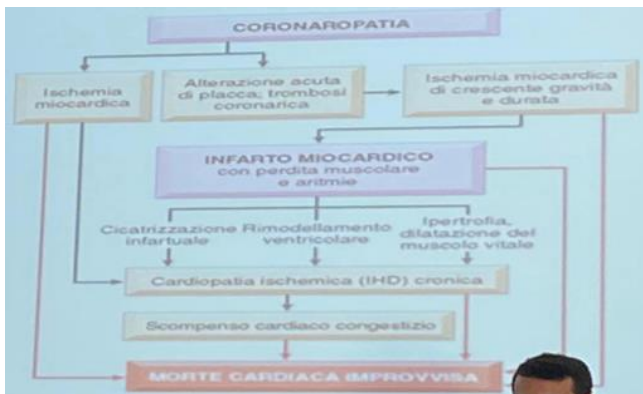 CORONAROPATIA
Ischemia
miocardica
Alterazione acuta
di placca; trombosi
coronarica
Ischemia miocardica
di crescente gravità
e durata
INFARTO MIOCARDICO
con perdita muscolare
e aritmie
Cicatrizzazione
infartuale
Rimodellamento
ventricolare
Ipertrofia,
dilatazione del
muscolo vitale
Cardiopatia ischemica (IHD) cronica
Scompenso cardiaco congestizio
MORTE CARDIACA IMPROVVISA